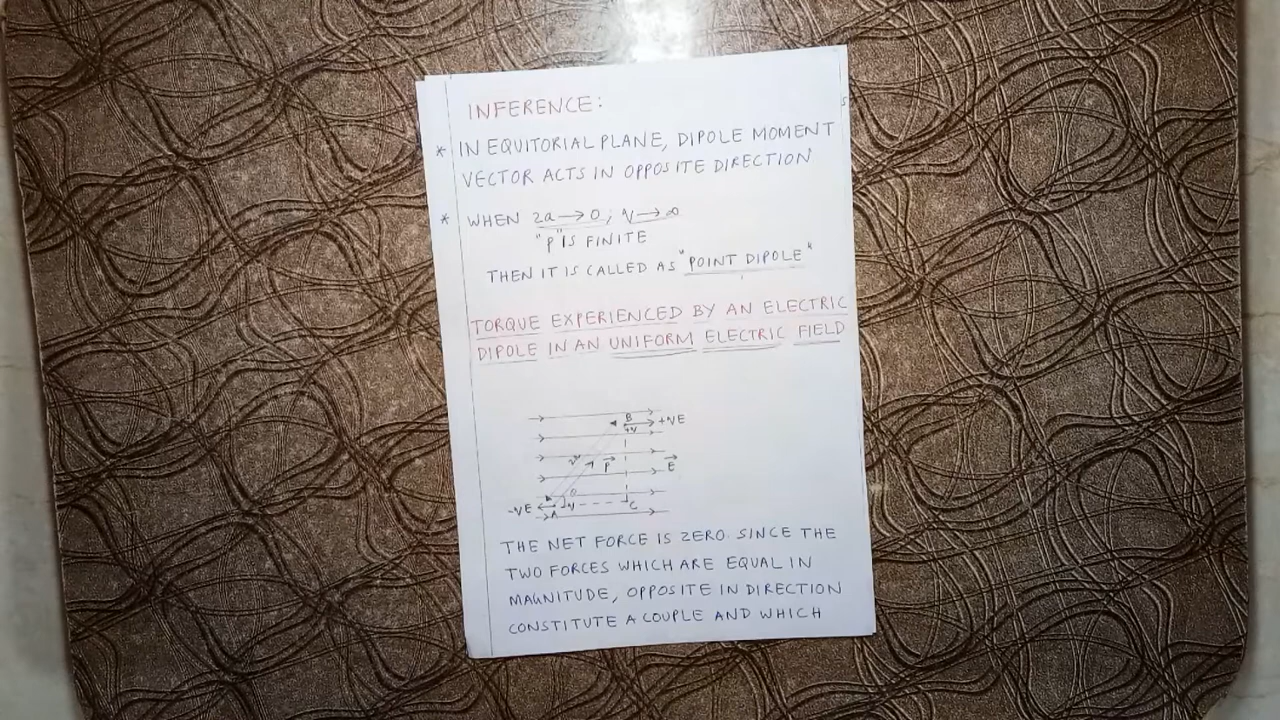 INFERENCE:
* IN EQUITORIAL PLANE, DIPOLE MOMENT
VECTOR ACTS IN OPPOSITE DIRECTION
* WHEN 2a→0; q→∞
"P" IS FINITE
THEN IT IS CALLED AS "POINT DIPOLE"
TORQUE EXPERIENCED BY AN ELECTRIC
DIPOLE IN AN UNIFORM ELECTRIC FIELD
B
+q
+qE
P
E
-qE
A
C
THE NET FORCE IS ZERO. SINCE THE
TWO FORCES WHICH ARE EQUAL IN
MAGNITUDE, OPPOSITE IN DIRECTION
CONSTITUTE A COUPLE AND WHICH